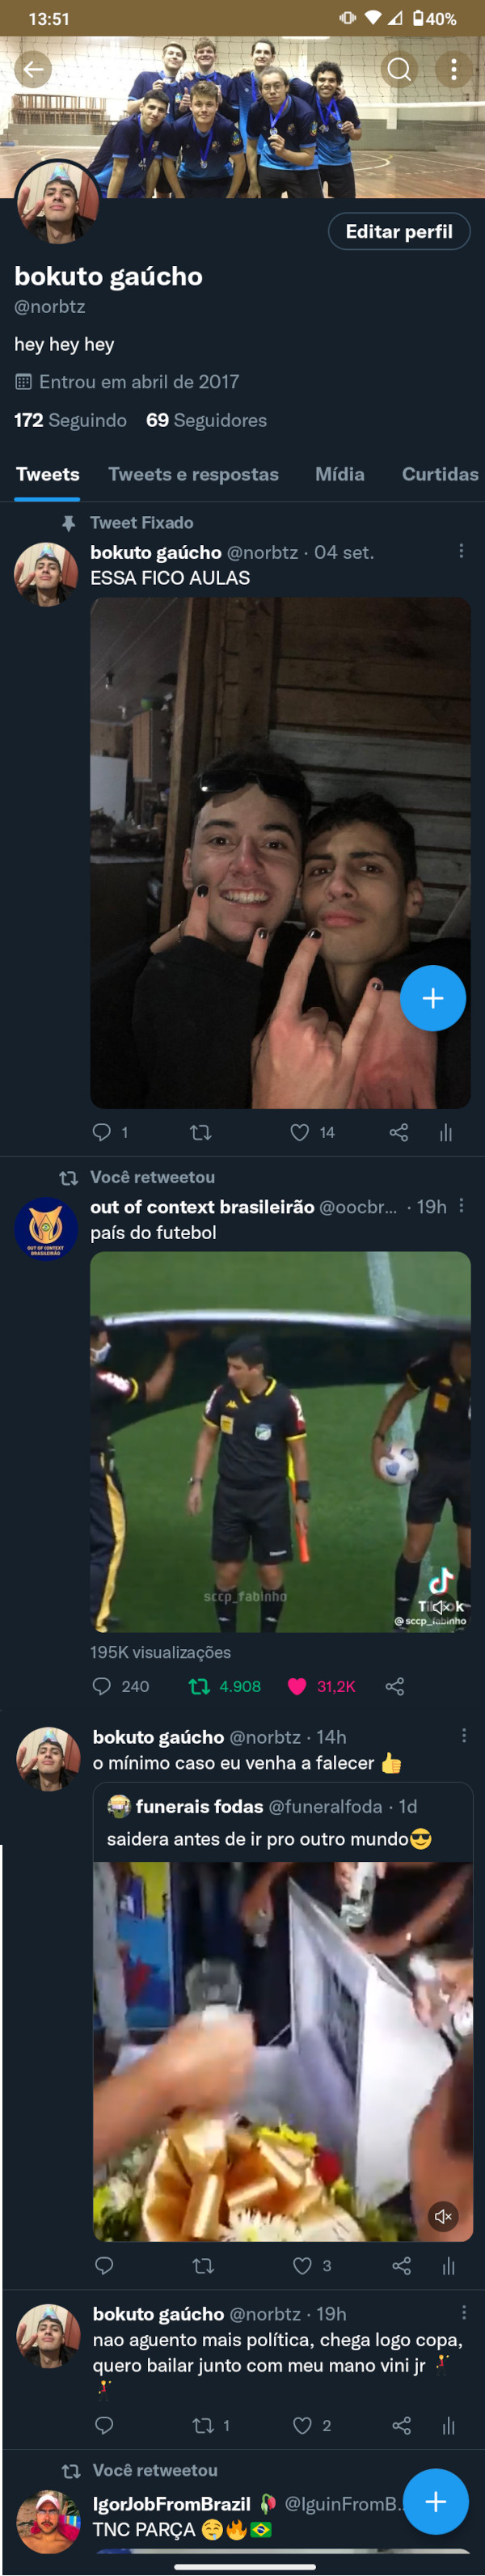 13:51
40%
Editar perfil
bokuto gaúcho
@norbtz
hey hey hey
Entrou em abril de 2017
172 Seguindo 69 Seguidores
Tweets Tweets e respostas Mídia Curtidas
Tweet Fixado
bokuto gaúcho @norbtz · 04 set.
ESSA FICO AULAS
1 14
Você retweetou
out of context brasileirão @oocbr... · 19h
OUT OF CONTEXT
BRASILEIRÃO
país do futebol
sccp_fabinho
TikTok
@sccp_fabinho
195K visualizações
240 4.908 31,2K
bokuto gaúcho @norbtz · 14h
o mínimo caso eu venha a falecer 👍
funerais fodas @funeralfoda · 1d
saidera antes de ir pro outro mundo😎
3
bokuto gaúcho @norbtz · 19h
nao aguento mais política, chega logo copa,
quero bailar junto com meu mano vini jr 🕺
🕺
1 2
Você retweetou
IgorJobFromBrazil 🥀 @IguinFromB...
TNC PARÇA 🤤🔥🇧🇷